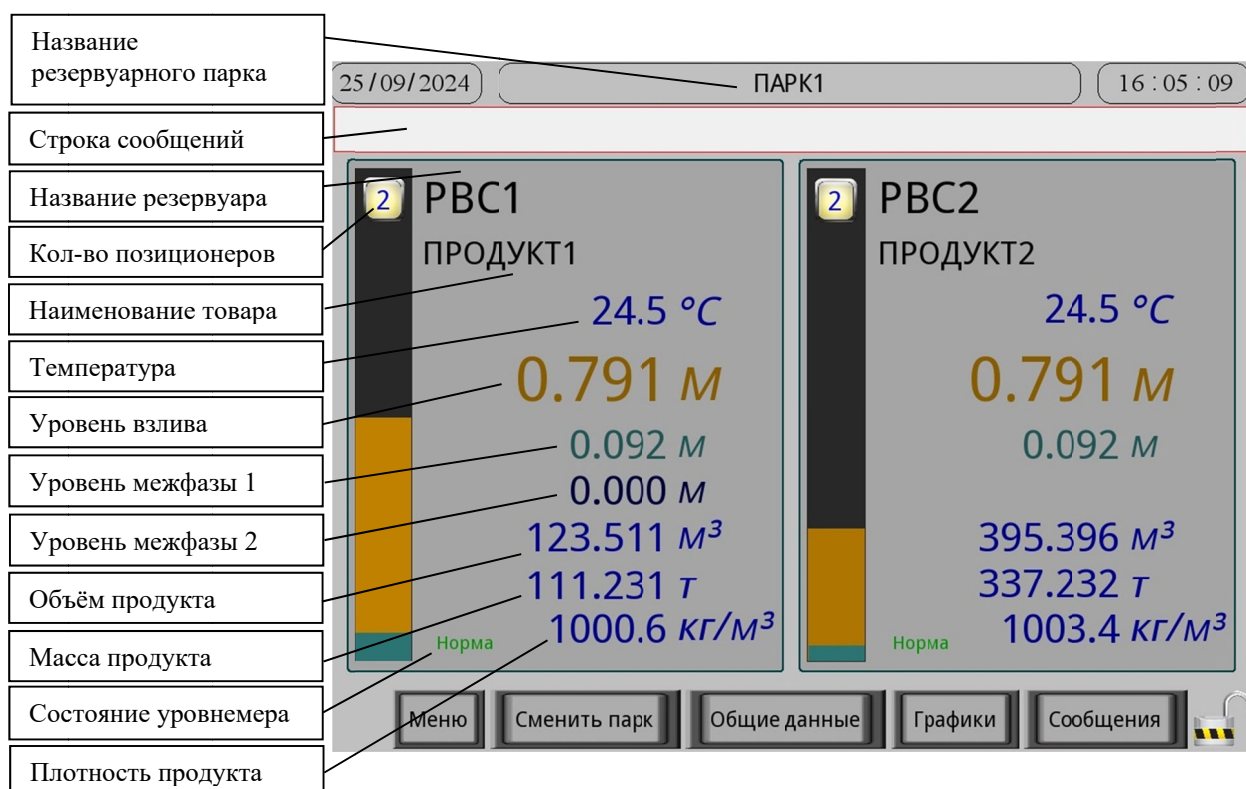 Название
резервуарного парка
Строка сообщений
Название резервуара
Кол-во позиционеров
Наименование товара
Температура
Уровень взлива
Уровень межфазы 1
Уровень межфазы 2
Объём продукта
Масса продукта
Состояние уровнемера
Плотность продукта
25/09/2024
ПАРК1
16:05:09
2
РВС1
ПРОДУКТ1
24.5 °C
0.791 м
0.092 м
0.000 м
123.511 м³
111.231 т
1000.6 кг/м³
Норма
2
РВС2
ПРОДУКТ2
24.5 °C
0.791 м
0.092 м
395.396 м³
337.232 т
1003.4 кг/м³
Норма
Меню
Сменить парк
Общие данные
Графики
Сообщения